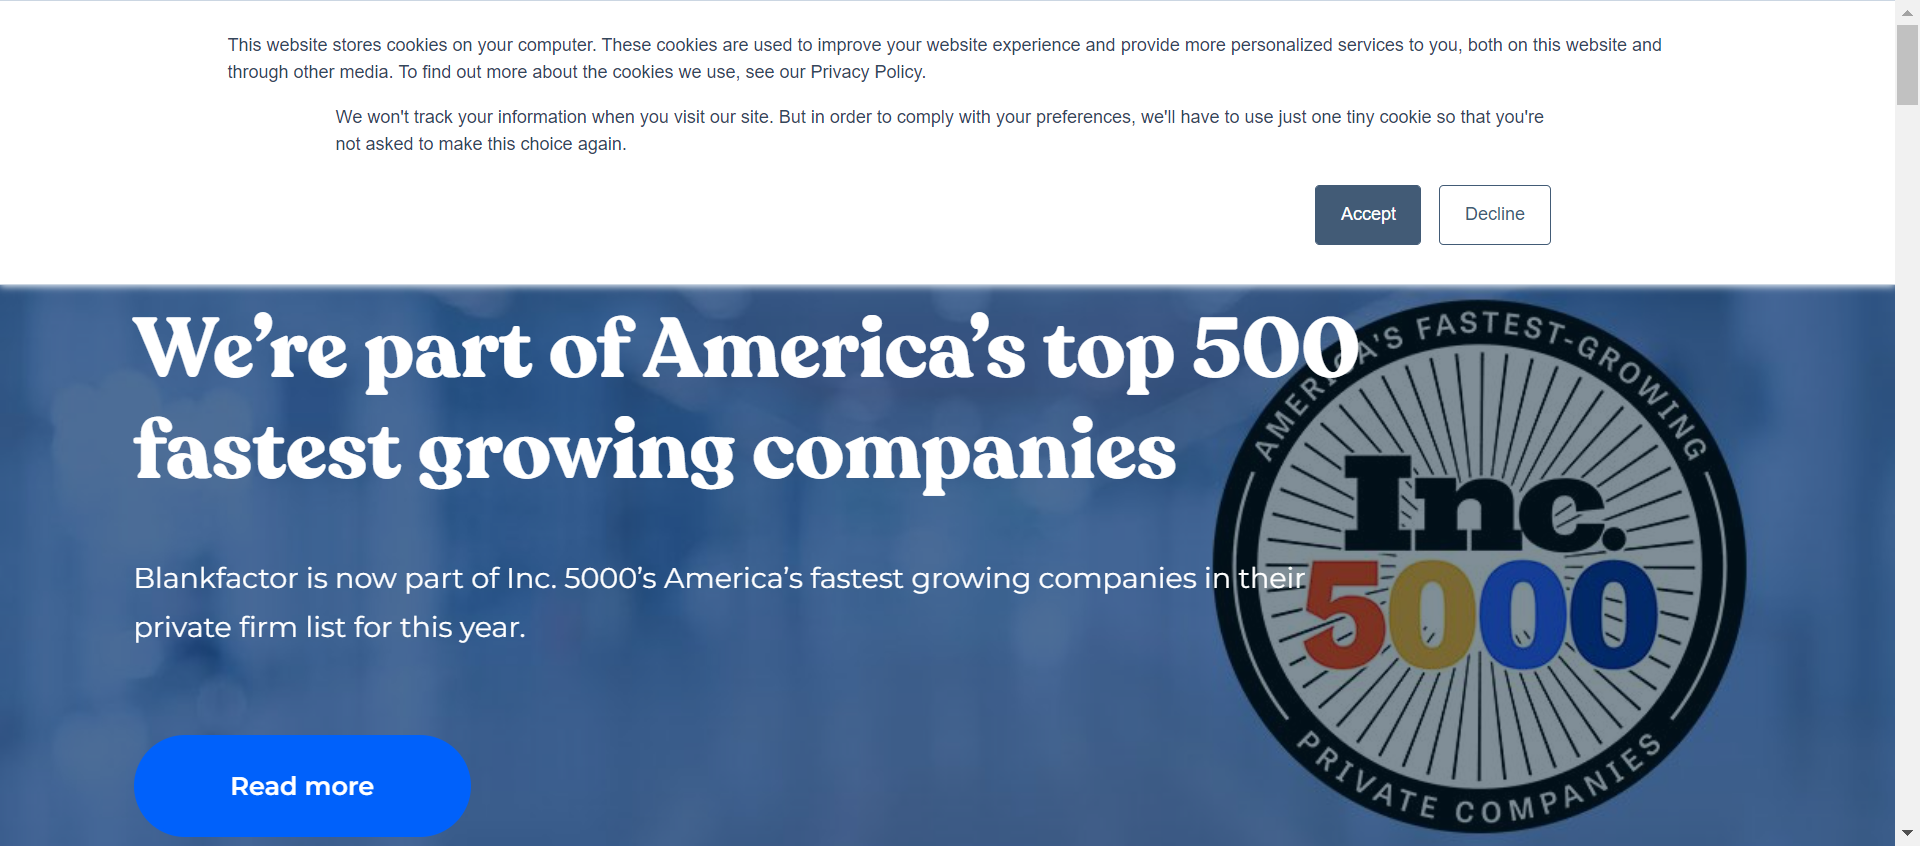 This website stores cookies on your computer. These cookies are used to improve your website experience and provide more personalized services to you, both on this website and
through other media. To find out more about the cookies we use, see our Privacy Policy.
We won't track your information when you visit our site. But in order to comply with your preferences, we'll have to use just one tiny cookie so that you're
not asked to make this choice again.
Accept
Decline
We’re part of America’s top 500
fastest growing companies
Blankfactor is now part of Inc. 5000’s America’s fastest growing companies in their
private firm list for this year.
Read more
AMERICA'S FASTEST-GROWING
Inc.
5000
PRIVATE COMPANIES